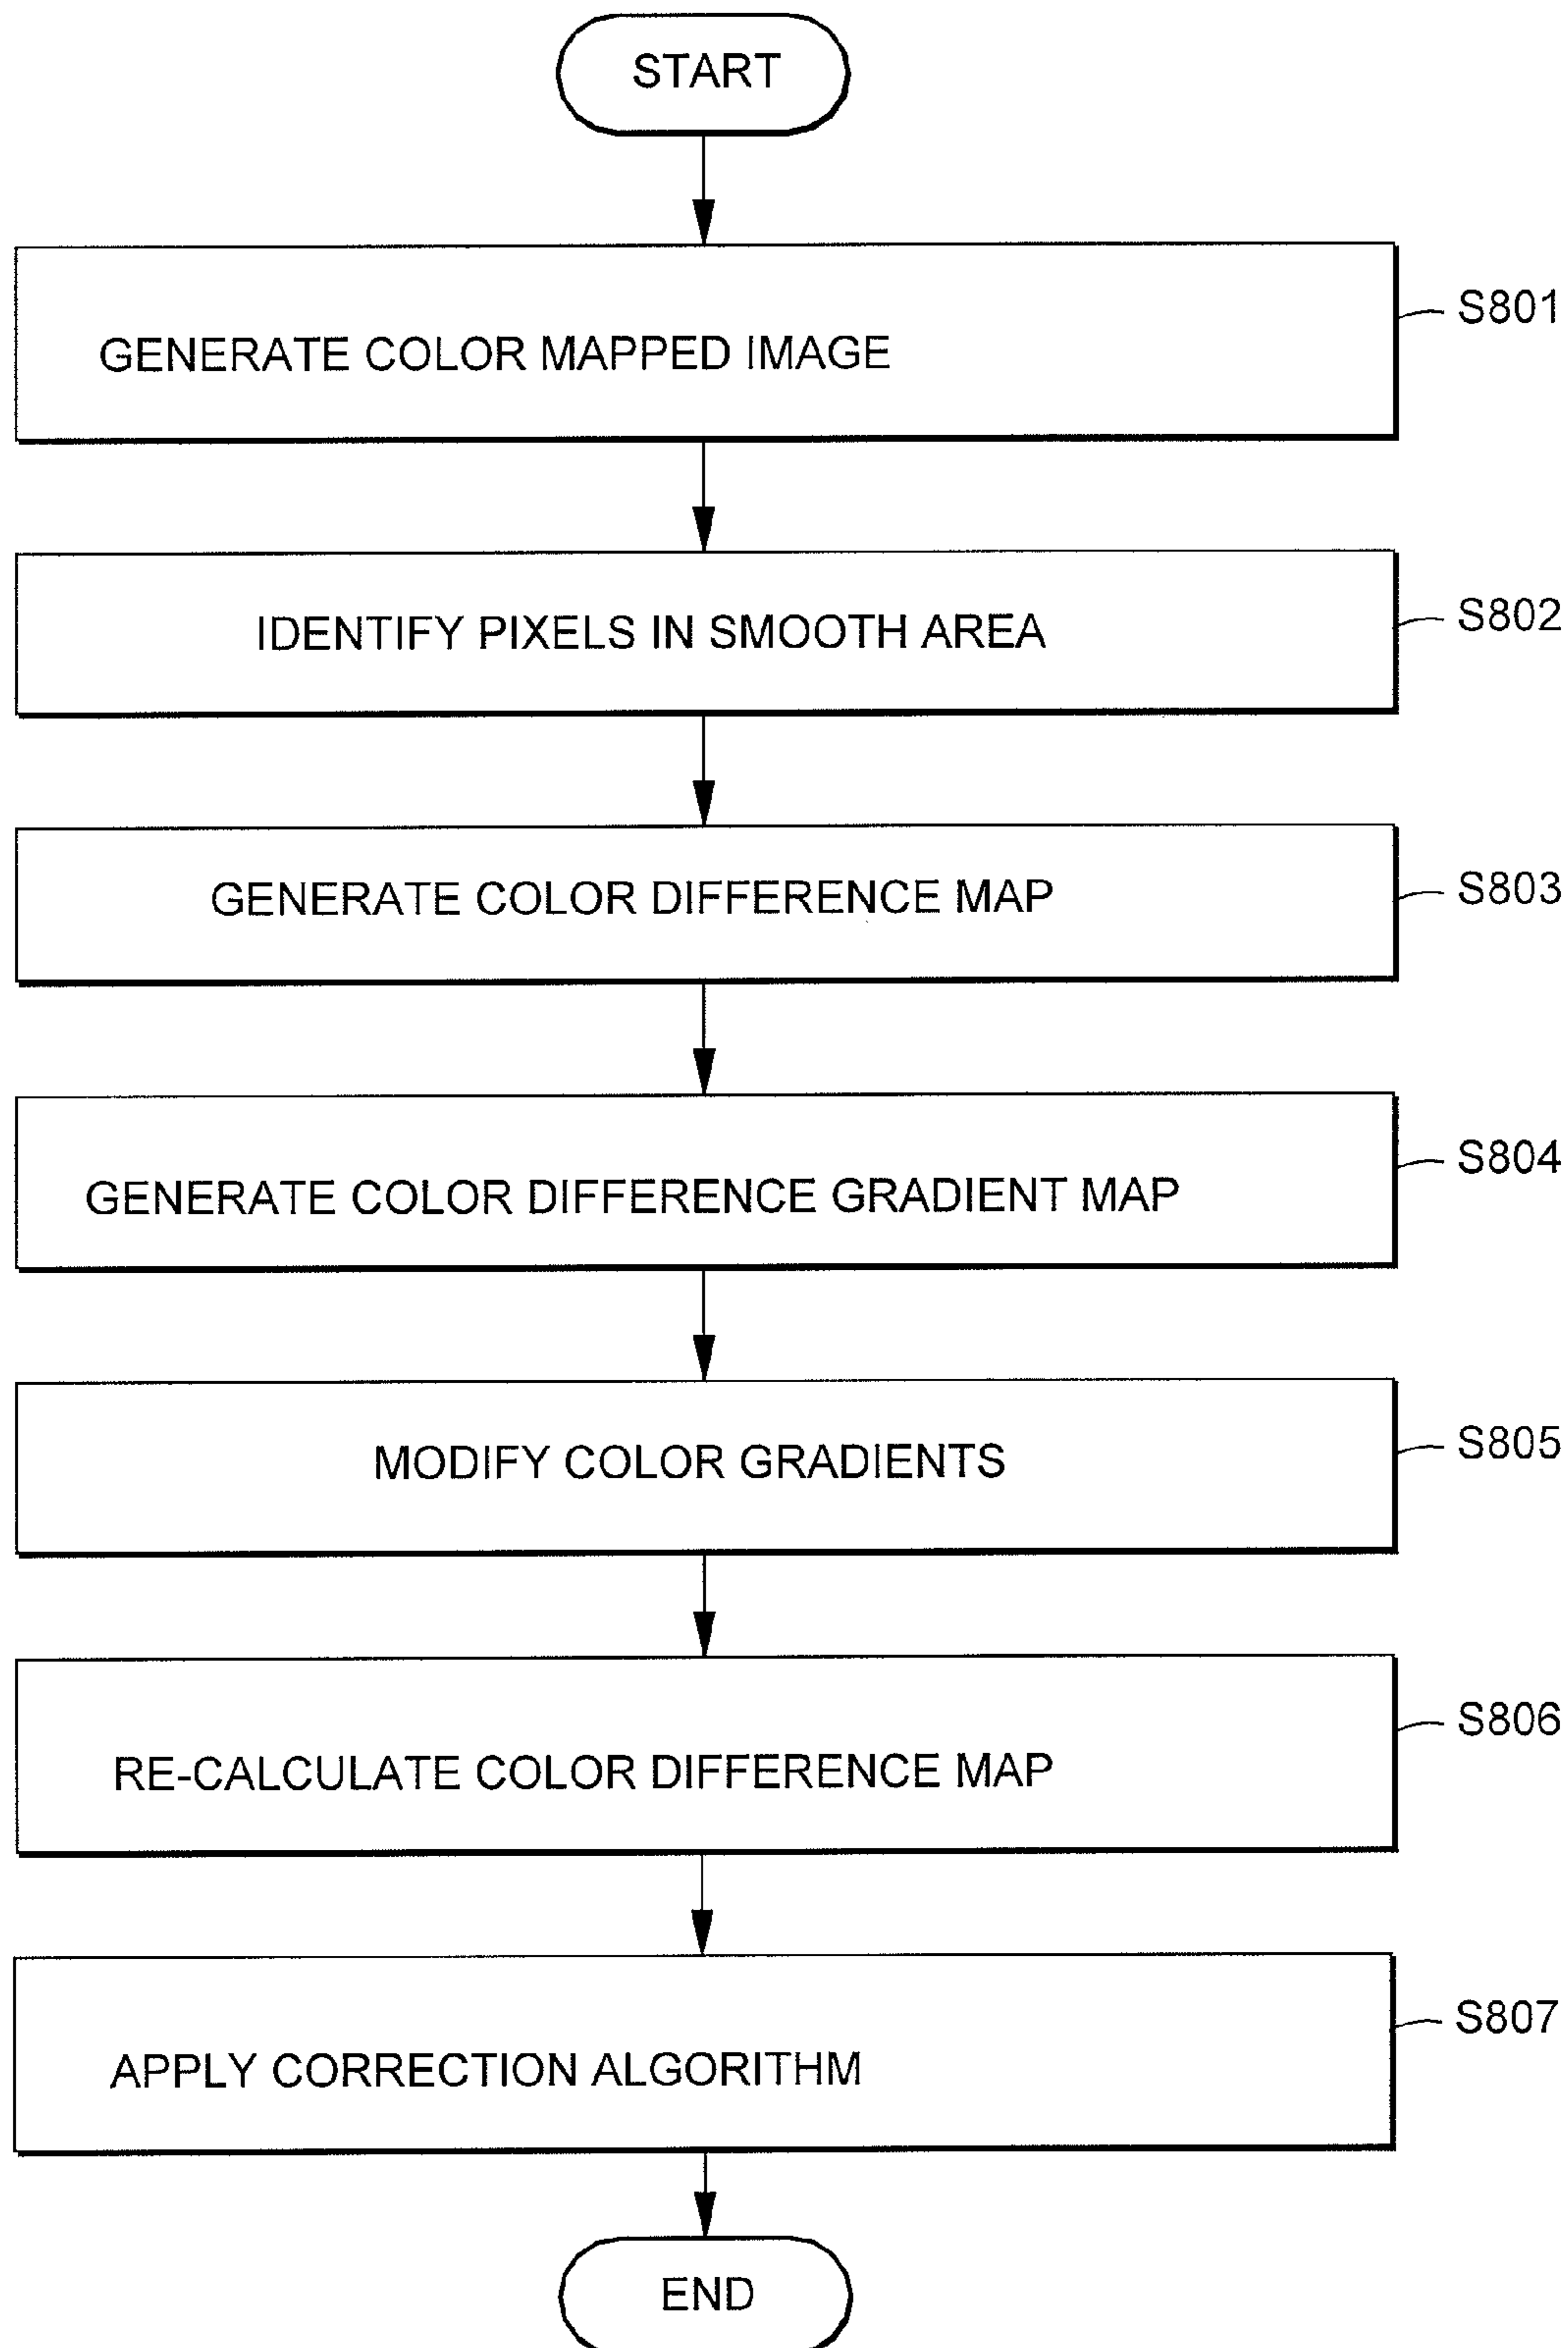 START
GENERATE COLOR MAPPED IMAGE
S801
IDENTIFY PIXELS IN SMOOTH AREA
S802
GENERATE COLOR DIFFERENCE MAP
S803
GENERATE COLOR DIFFERENCE GRADIENT MAP
S804
MODIFY COLOR GRADIENTS
S805
RE-CALCULATE COLOR DIFFERENCE MAP
S806
APPLY CORRECTION ALGORITHM
S807
END